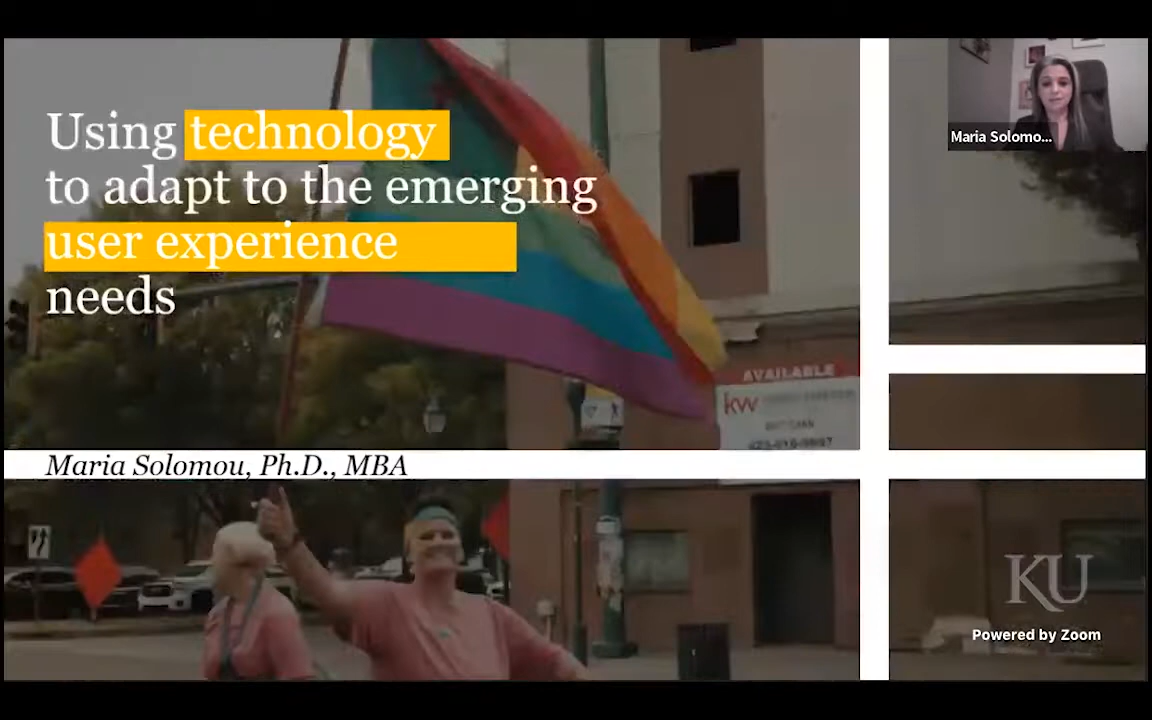 Using technology
to adapt to the emerging
user experience
needs
Maria Solomo...
AVAILABLE
kw
Maria Solomou, Ph.D., MBA
KU
Powered by Zoom